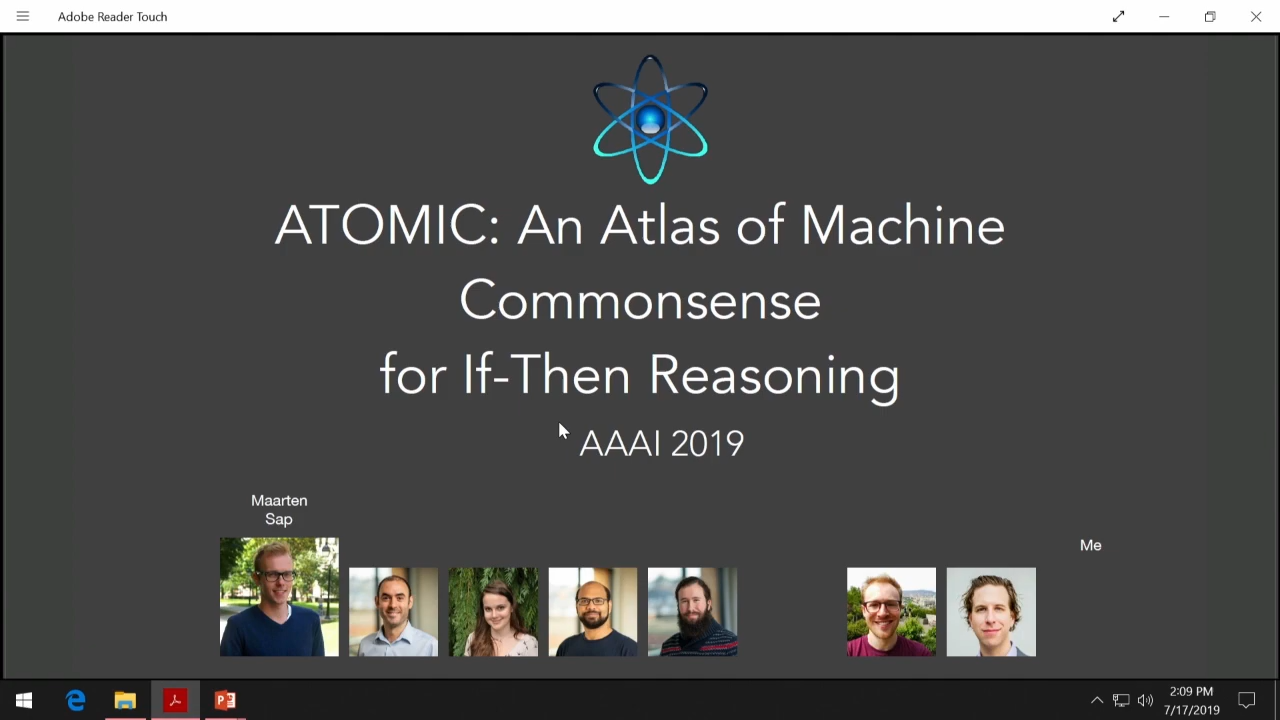 Adobe Reader Touch
ATOMIC: An Atlas of Machine
Commonsense
for If-Then Reasoning
AAAI 2019
Maarten
Sap
Me
2:09 PM
7/17/2019